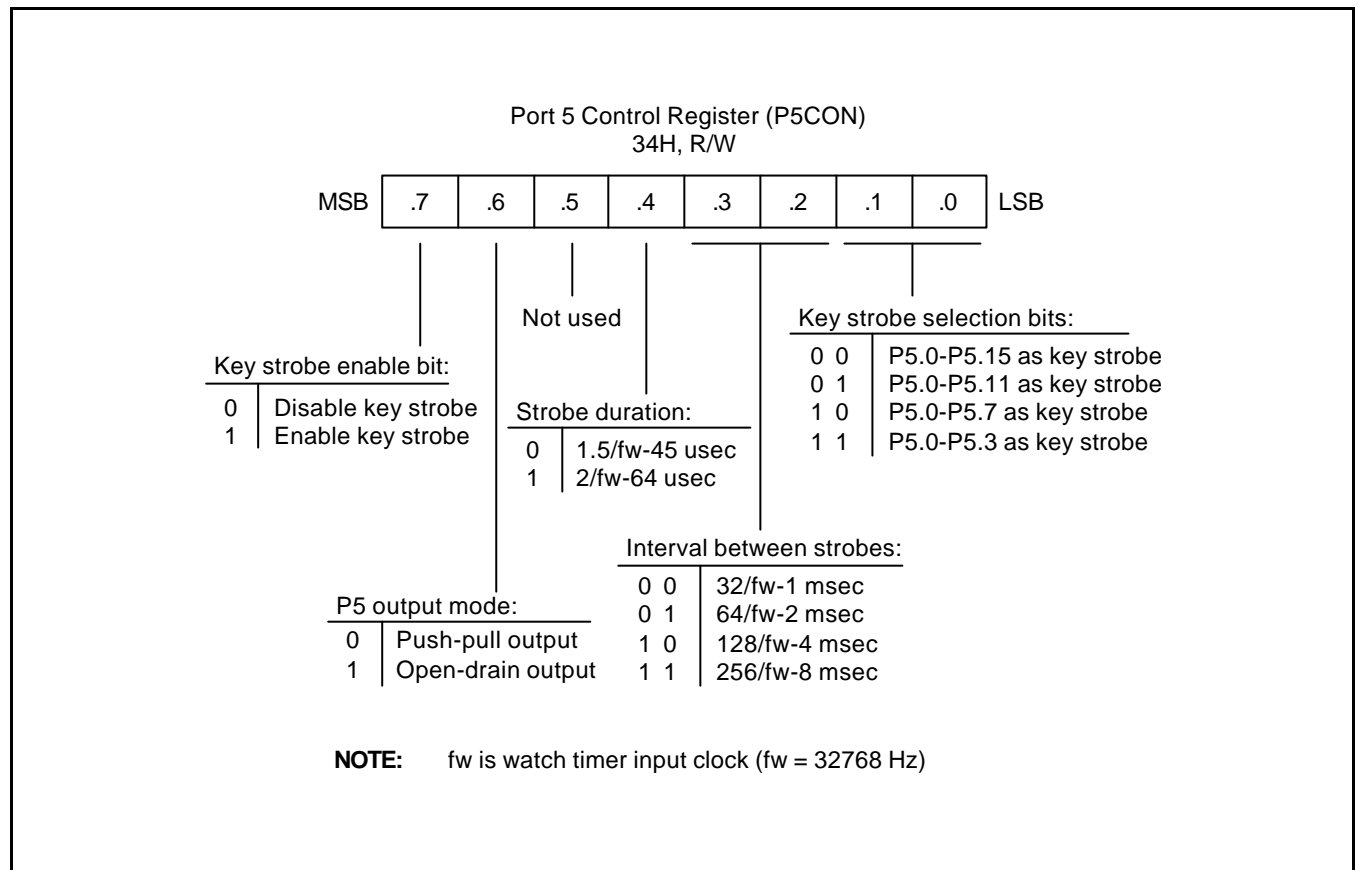 Port 5 Control Register (P5CON)
34H, R/W
MSB .7 .6 .5 .4 .3 .2 .1 .0 LSB
Not used
Key strobe selection bits:
0 0 P5.0-P5.15 as key strobe
0 1 P5.0-P5.11 as key strobe
1 0 P5.0-P5.7 as key strobe
1 1 P5.0-P5.3 as key strobe
Key strobe enable bit:
0 Disable key strobe
1 Enable key strobe
Strobe duration:
0 1.5/fw-45 usec
1 2/fw-64 usec
Interval between strobes:
0 0 32/fw-1 msec
0 1 64/fw-2 msec
1 0 128/fw-4 msec
1 1 256/fw-8 msec
P5 output mode:
0 Push-pull output
1 Open-drain output
NOTE: fw is watch timer input clock (fw = 32768 Hz)